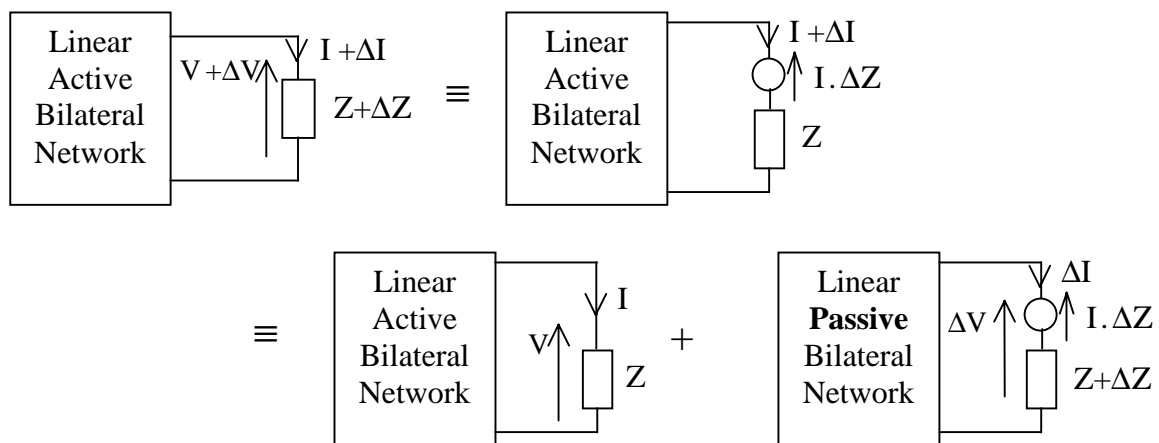 Linear
Active
Bilateral
Network
V +ΔV
I +ΔI
Z+ΔZ
≡
Linear
Active
Bilateral
Network
I +ΔI
I . ΔZ
Z
≡
Linear
Active
Bilateral
Network
V
I
Z
+
Linear
Passive
Bilateral
Network
ΔV
ΔI
I . ΔZ
Z+ΔZ